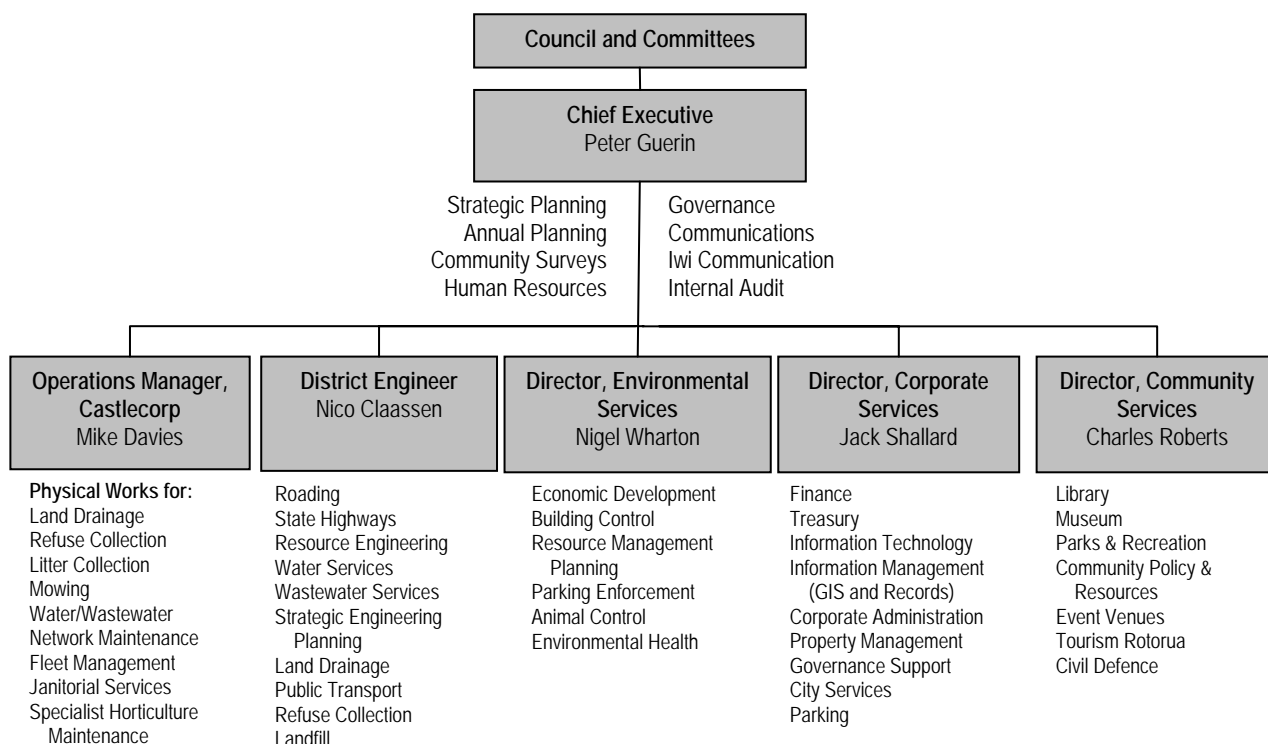 Council and Committees
Chief Executive
Peter Guerin
Strategic Planning
Annual Planning
Community Surveys
Human Resources
Governance
Communications
Iwi Communication
Internal Audit
Operations Manager,
Castlecorp
Mike Davies
Physical Works for:
Land Drainage
Refuse Collection
Litter Collection
Mowing
Water/Wastewater
Network Maintenance
Fleet Management
Janitorial Services
Specialist Horticulture
Maintenance
District Engineer
Nico Claassen
Roading
State Highways
Resource Engineering
Water Services
Wastewater Services
Strategic Engineering
Planning
Land Drainage
Public Transport
Refuse Collection
Landfill
Director, Environmental
Services
Nigel Wharton
Economic Development
Building Control
Resource Management
Planning
Parking Enforcement
Animal Control
Environmental Health
Director, Corporate
Services
Jack Shallard
Finance
Treasury
Information Technology
Information Management
(GIS and Records)
Corporate Administration
Property Management
Governance Support
City Services
Parking
Director, Community
Services
Charles Roberts
Library
Museum
Parks & Recreation
Community Policy &
Resources
Event Venues
Tourism Rotorua
Civil Defence